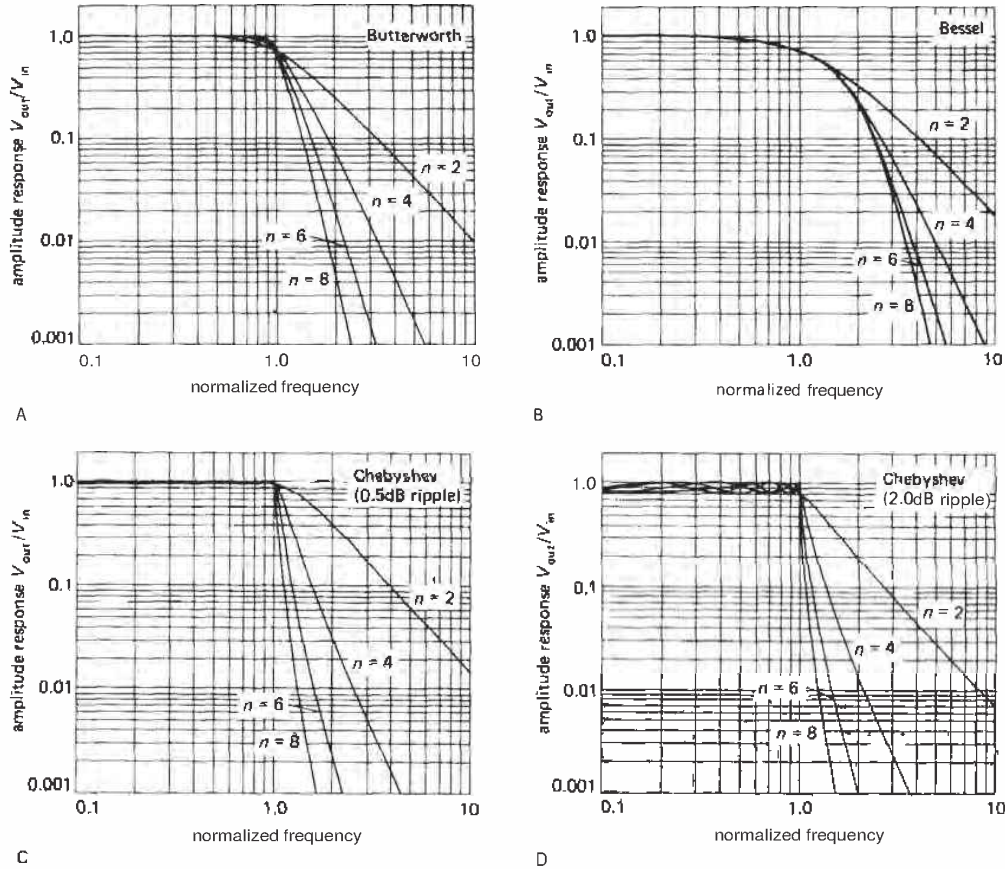 Butterworth
1.0
0.1
0.01
0.001
amplitude response Vout/Vin
n = 2
n = 4
n = 6
n = 8
0.1
1.0
10
normalized frequency
A
Bessel
1.0
0.1
0.01
0.001
amplitude response Vout/Vin
n = 2
n = 4
n = 6
n = 8
0.1
1.0
10
normalized frequency
B
Chebyshev
(0.5dB ripple)
1.0
0.1
0.01
0.001
amplitude response Vout/Vin
n = 2
n = 4
n = 6
n = 8
0.1
1.0
10
normalized frequency
C
Chebyshev
(2.0dB ripple)
1.0
0.1
0.01
0.001
amplitude response Vout/Vin
n = 2
n = 4
n = 6
n = 8
0.1
1.0
10
normalized frequency
D